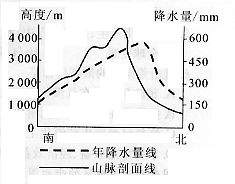 高度/m 降水量/mm
4 000 600
3 000 450
2 000 300
1 000 150
0 0
南 北
年降水量线
山脉剖面线